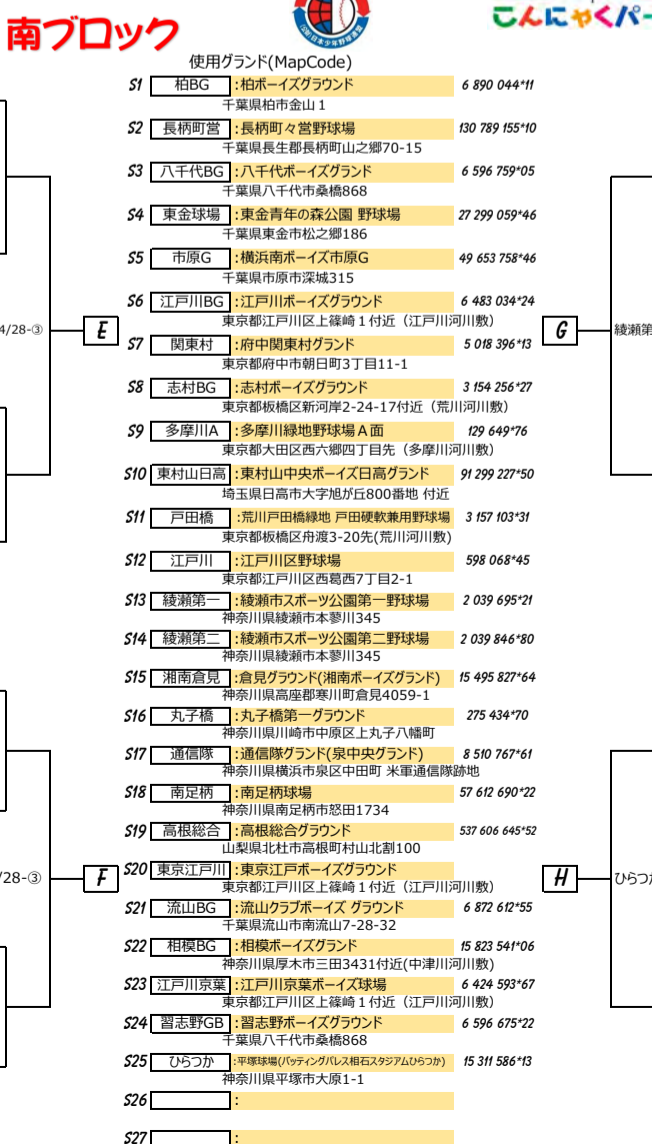 南ブロック
こんにゃくパー
使用グランド(MapCode)
S1 柏BG :柏ボーイズグラウンド 6 890 044*11
千葉県柏市金山１
S2 長柄町営 :長柄町々営野球場 130 789 155*10
千葉県長生郡長柄町山之郷70-15
S3 八千代BG :八千代ボーイズグランド 6 596 759*05
千葉県八千代市桑橋868
S4 東金球場 :東金青年の森公園 野球場 27 299 059*46
千葉県東金市松之郷186
S5 市原G :横浜南ボーイズ市原G 49 653 758*46
千葉県市原市深城315
S6 江戸川BG :江戸川ボーイズグラウンド 6 483 034*24
東京都江戸川区上篠崎１付近（江戸川河川敷）
4/28-③ E G 綾瀬第
S7 関東村 :府中関東村グランド 5 018 396*13
東京都府中市朝日町3丁目11-1
S8 志村BG :志村ボーイズグラウンド 3 154 256*27
東京都板橋区新河岸2-24-17付近（荒川河川敷）
S9 多摩川A :多摩川緑地野球場Ａ面 129 649*76
東京都大田区西六郷四丁目先（多摩川河川敷）
S10 東村山日高 :東村山中央ボーイズ日高グランド 91 299 227*50
埼玉県日高市大字旭が丘800番地 付近
S11 戸田橋 :荒川戸田橋緑地 戸田硬軟兼用野球場 3 157 103*31
東京都板橋区舟渡3-20先(荒川河川敷)
S12 江戸川 :江戸川区野球場 598 068*45
東京都江戸川区西葛西7丁目2-1
S13 綾瀬第一 :綾瀬市スポーツ公園第一野球場 2 039 695*21
神奈川県綾瀬市本蓼川345
S14 綾瀬第二 :綾瀬市スポーツ公園第二野球場 2 039 846*80
神奈川県綾瀬市本蓼川345
S15 湘南倉見 :倉見グラウンド(湘南ボーイズグランド) 15 495 827*64
神奈川県高座郡寒川町倉見4059-1
S16 丸子橋 :丸子橋第一グラウンド 275 434*70
神奈川県川崎市中原区上丸子八幡町
S17 通信隊 :通信隊グランド(泉中央グランド) 8 510 767*61
神奈川県横浜市泉区中田町 米軍通信隊跡地
S18 南足柄 :南足柄球場 57 612 690*22
神奈川県南足柄市怒田1734
S19 高根総合 :高根総合グラウンド 537 606 645*52
山梨県北杜市高根町村山北割100
/28-③ F H ひらつか
S20 東京江戸川 :東京江戸ボーイズグラウンド
東京都江戸川区上篠崎１付近（江戸川河川敷）
S21 流山BG :流山クラブボーイズ グラウンド 6 872 612*55
千葉県流山市南流山7-28-32
S22 相模BG :相模ボーイズグランド 15 823 541*06
神奈川県厚木市三田3431付近(中津川河川敷)
S23 江戸川京葉 :江戸川京葉ボーイズ球場 6 424 593*67
東京都江戸川区上篠崎１付近（江戸川河川敷）
S24 習志野GB :習志野ボーイズグラウンド 6 596 675*22
千葉県八千代市桑橋868
S25 ひらつか :平塚球場(バッティングパレス相石スタジアムひらつか) 15 311 586*13
神奈川県平塚市大原1-1
S26 :
S27 :